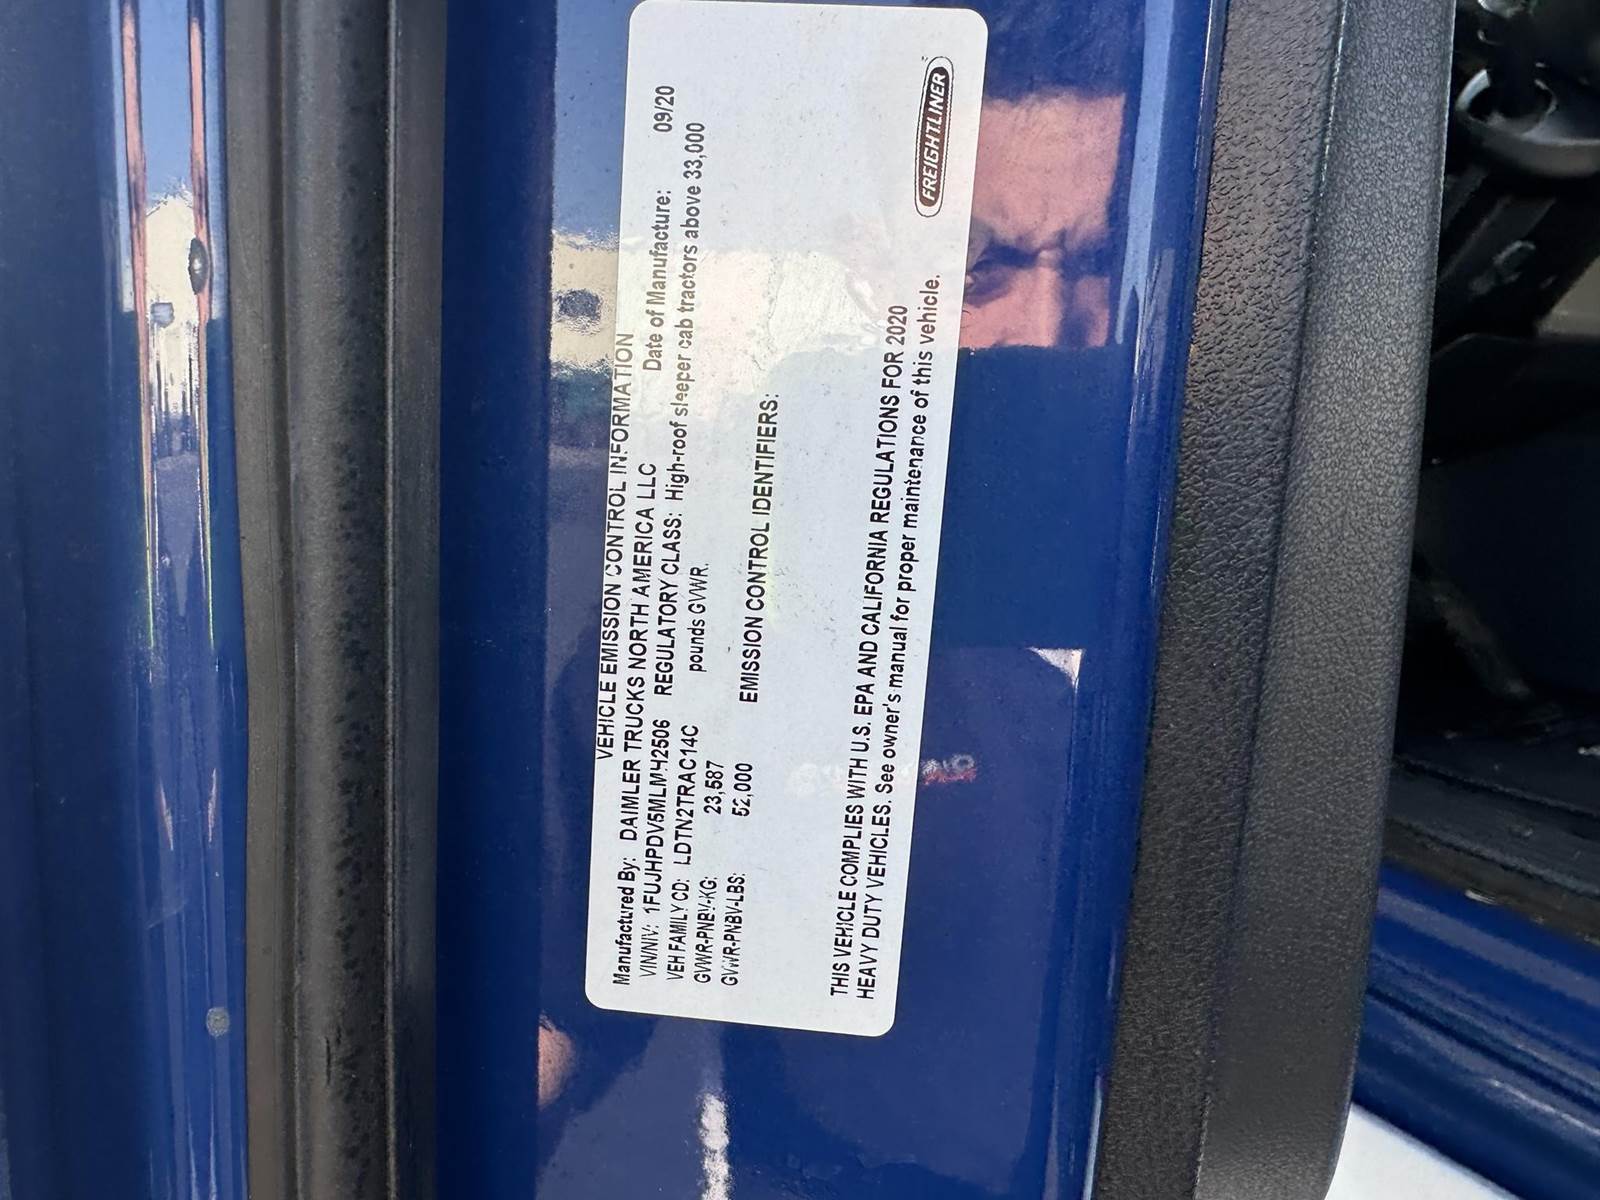 VEHICLE EMISSION CONTROL INFORMATION
Manufactured By: DAIMLER TRUCKS NORTH AMERICA LLC Date of Manufacture: 09/20
VIN/NIV: 1FUJHPDV5MLMH2506 REGULATORY CLASS: High-roof sleeper cab tractors above 33,000
VEH FAMILY CD: LDTN2TRAC14C pounds GVWR.
GVWR-PNBV-KG: 23,587
GVWR-PNBV-LBS: 52,000 EMISSION CONTROL IDENTIFIERS:
THIS VEHICLE COMPLIES WITH U.S. EPA AND CALIFORNIA REGULATIONS FOR 2020
HEAVY DUTY VEHICLES. See owner's manual for proper maintenance of this vehicle.
FREIGHTLINER